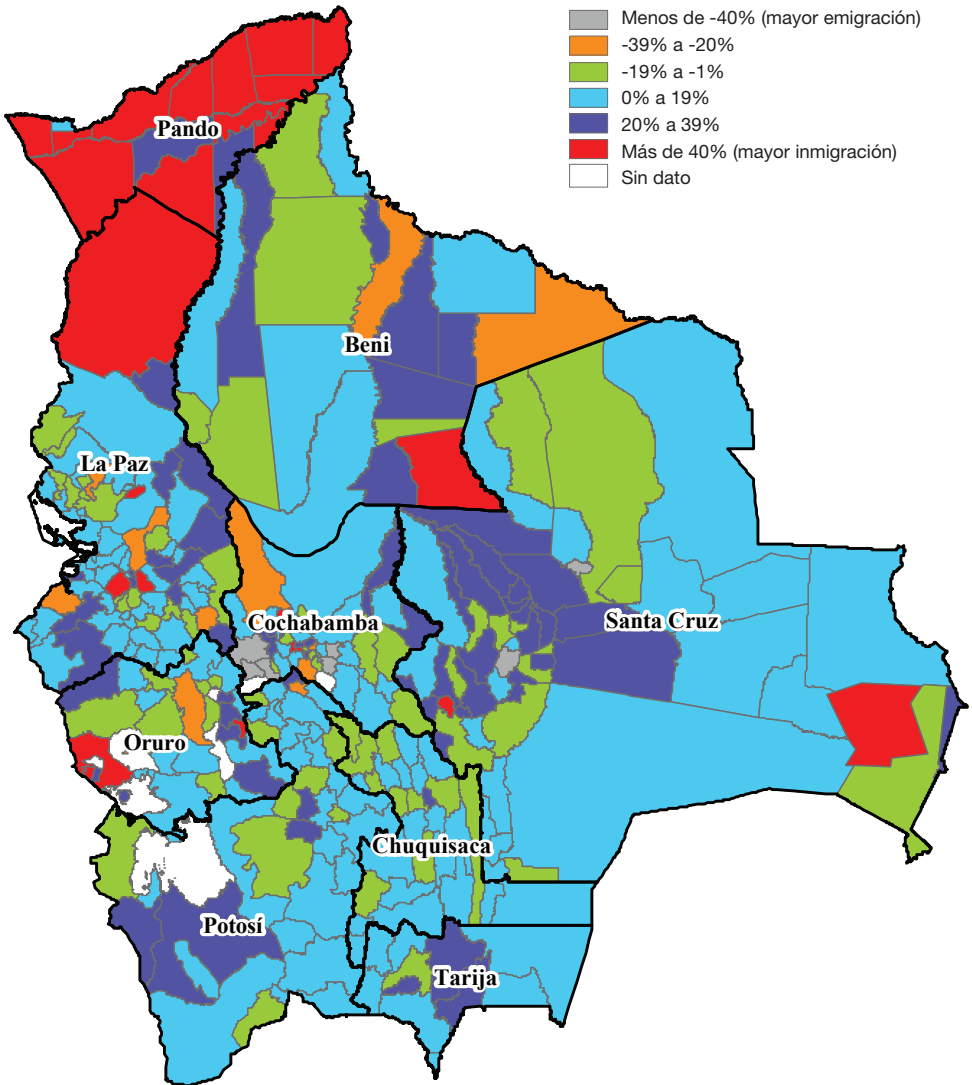 Menos de -40% (mayor emigración)
-39% a -20%
-19% a -1%
0% a 19%
20% a 39%
Más de 40% (mayor inmigración)
Sin dato
Pando
Beni
La Paz
Cochabamba
Santa Cruz
Oruro
Chuquisaca
Potosí
Tarija